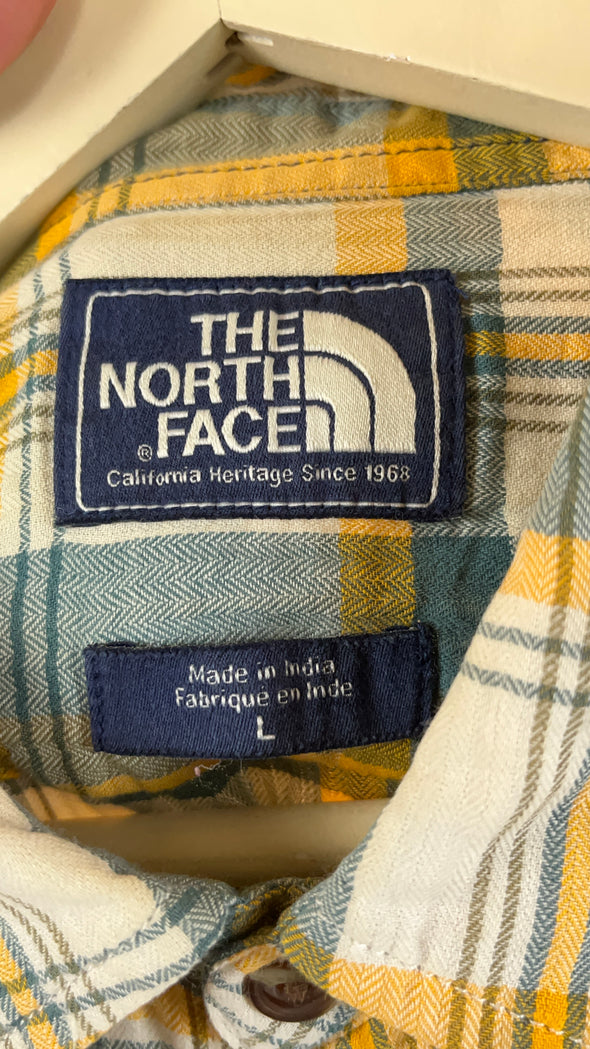 THE
NORTH
FACE
®
California Heritage Since 1968
Made in India
Fabriqué en Inde
L